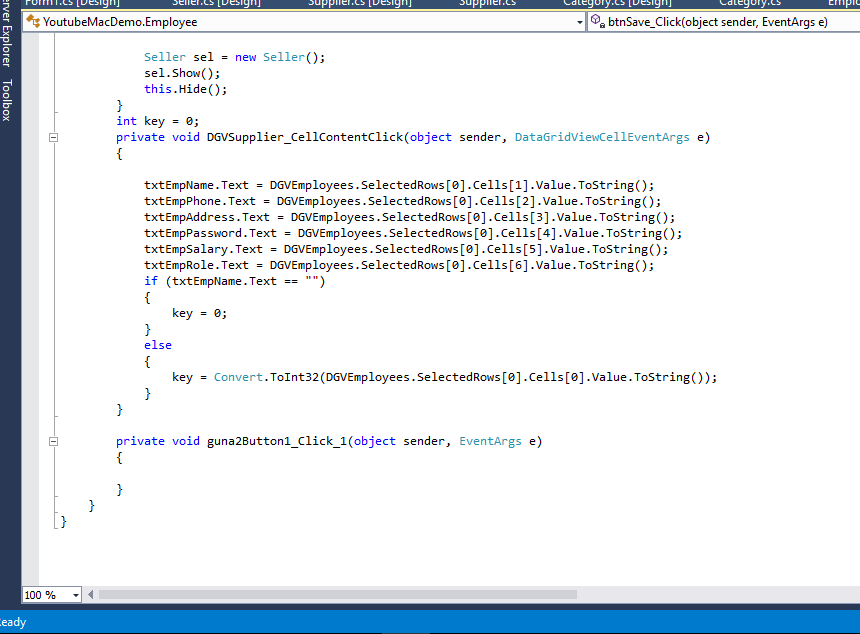 Form1.cs [Design] Seller.cs [Design] Supplier.cs [Design] Supplier.cs Category.cs [Design] Category.cs
YoutubeMacDemo.Employee btnSave_Click(object sender, EventArgs e)
Explorer
Toolbox
Seller sel = new Seller();
sel.Show();
this.Hide();
}
int key = 0;
private void DGVSupplier_CellContentClick(object sender, DataGridViewCellEventArgs e)
{
txtEmpName.Text = DGVEmployees.SelectedRows[0].Cells[1].Value.ToString();
txtEmpPhone.Text = DGVEmployees.SelectedRows[0].Cells[2].Value.ToString();
txtEmpAddress.Text = DGVEmployees.SelectedRows[0].Cells[3].Value.ToString();
txtEmpPassword.Text = DGVEmployees.SelectedRows[0].Cells[4].Value.ToString();
txtEmpSalary.Text = DGVEmployees.SelectedRows[0].Cells[5].Value.ToString();
txtEmpRole.Text = DGVEmployees.SelectedRows[0].Cells[6].Value.ToString();
if (txtEmpName.Text == "")
{
key = 0;
}
else
{
key = Convert.ToInt32(DGVEmployees.SelectedRows[0].Cells[0].Value.ToString());
}
}
private void guna2Button1_Click_1(object sender, EventArgs e)
{
}
}
}
100 %
eady